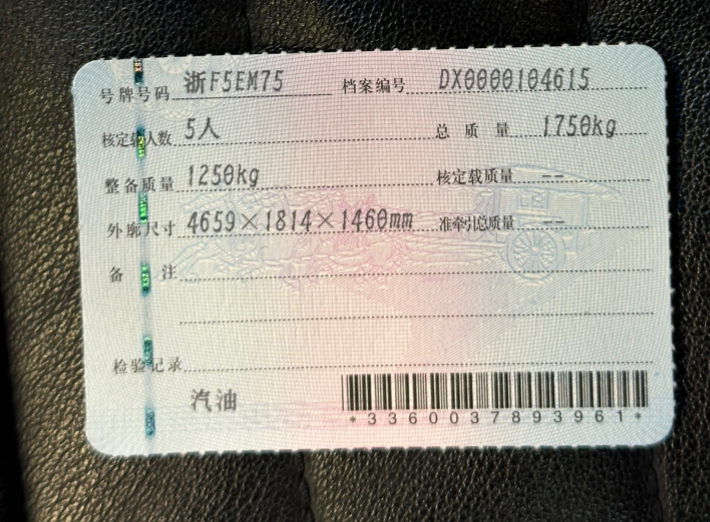 号牌号码 浙F5EM75 档案编号 DX0000104615
核定载人数 5人 总质量 1750kg
整备质量 1250kg 核定载质量 --
外廓尺寸 4659×1814×1460mm 准牵引总质量 --
备注
检验记录
汽油
*3360037893961*